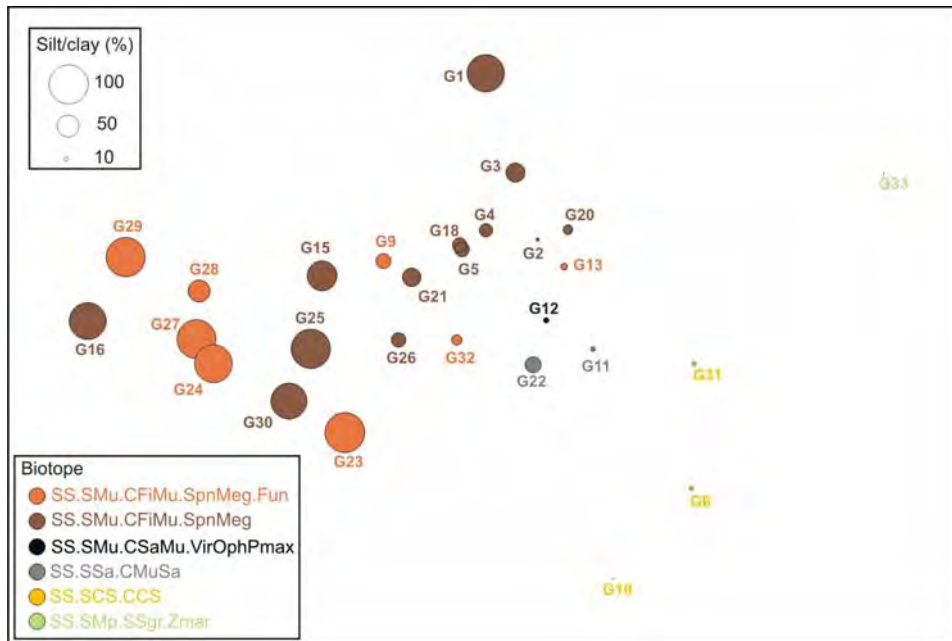 Silt/clay (%)
100
50
10
G1
G3
G33
G29
G4
G20
G18
G2
G15
G9
G5
G13
G28
G21
G12
G27
G25
G16
G26
G32
G11
G22
G31
G24
G30
G23
G6
G10
Biotope
SS.SMu.CFiMu.SpnMeg.Fun
SS.SMu.CFiMu.SpnMeg
SS.SMu.CSaMu.VirOphPmax
SS.SSa.CMuSa
SS.SCS.CCS
SS.SMp.SSgr.Zmar